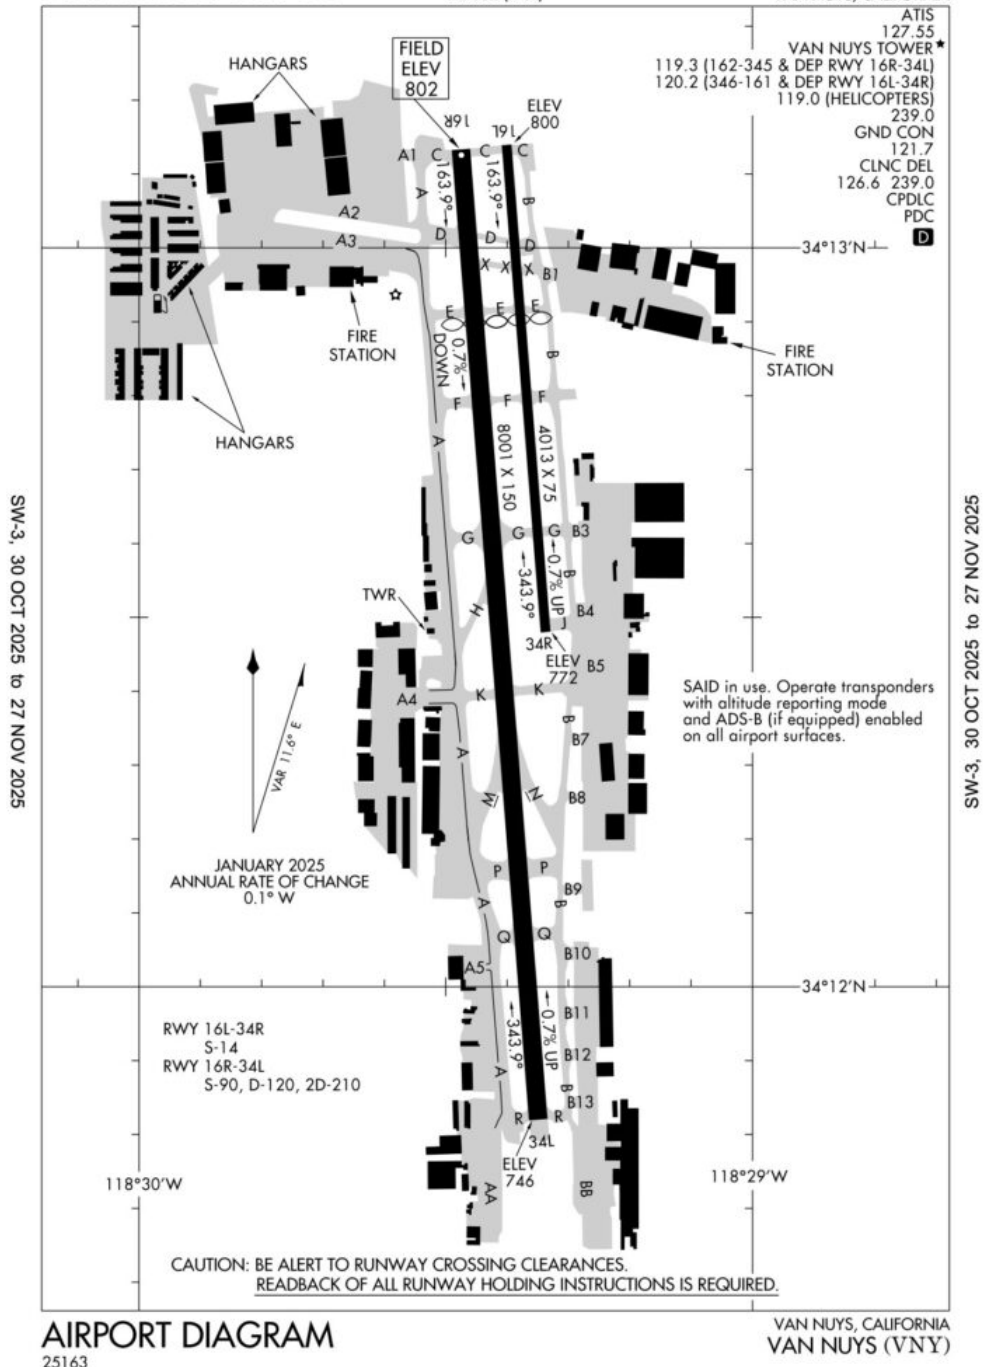 ATIS
127.55
VAN NUYS TOWER★
119.3 (162-345 & DEP RWY 16R-34L)
120.2 (346-161 & DEP RWY 16L-34R)
119.0 (HELICOPTERS)
239.0
GND CON
121.7
CLNC DEL
126.6 239.0
CPDLC
PDC
D
HANGARS
FIELD
ELEV
802
ELEV
800
16R
16L
A1 C C C
163.9°
163.9°
A
B
A2
A3
D D D
34°13'N
X X X B1
E E E
FIRE
STATION
FIRE
STATION
0.7%
DOWN
B
F F F
HANGARS
A
8001 X 150
4013 X 75
G G G B3
343.9°
0.7% UP
B
H
TWR
B4
J
34R
ELEV
772
B5
A4
K K
VAR 11.6° E
SAID in use. Operate transponders
with altitude reporting mode
and ADS-B (if equipped) enabled
on all airport surfaces.
B
B7
A
M N B8
JANUARY 2025
ANNUAL RATE OF CHANGE
0.1° W
P P
B9
A B
Q Q
B10
A5
34°12'N
343.9°
0.7% UP
B11
RWY 16L-34R
S-14
RWY 16R-34L
S-90, D-120, 2D-210
B12
A
B
B13
R R
34L
ELEV
746
118°30'W
118°29'W
AA
BB
SW-3, 30 OCT 2025 to 27 NOV 2025
SW-3, 30 OCT 2025 to 27 NOV 2025
CAUTION: BE ALERT TO RUNWAY CROSSING CLEARANCES.
READBACK OF ALL RUNWAY HOLDING INSTRUCTIONS IS REQUIRED.
AIRPORT DIAGRAM
25163
VAN NUYS, CALIFORNIA
VAN NUYS (VNY)